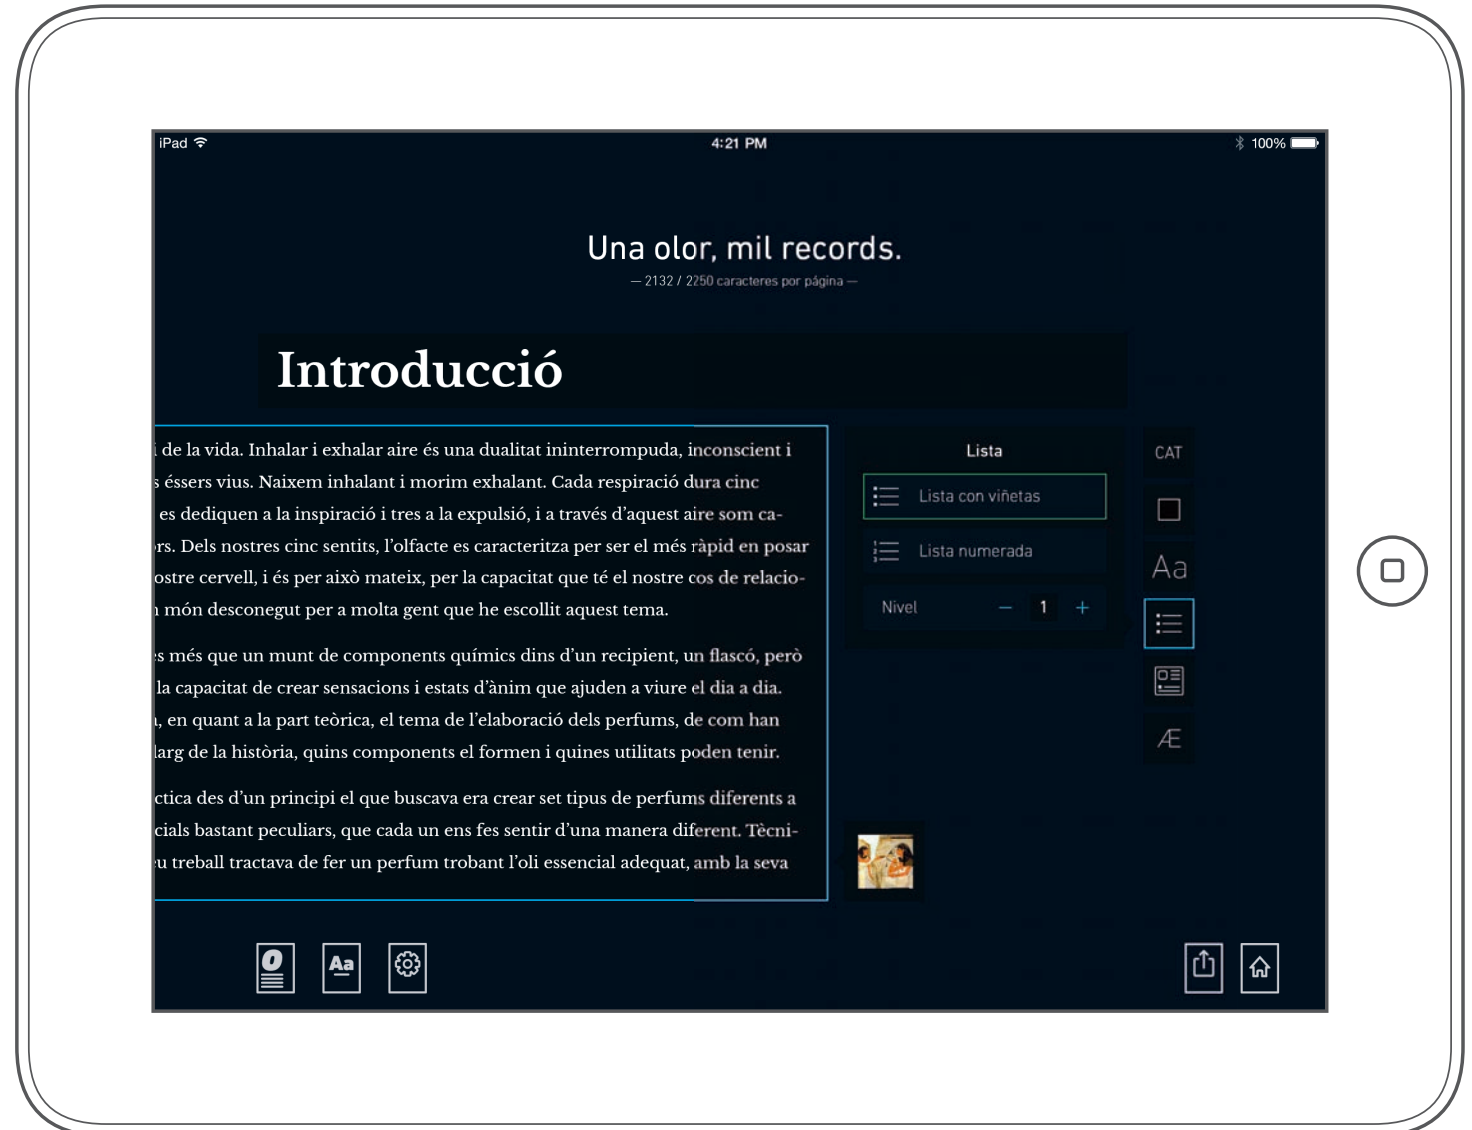 iPad
4:21 PM
100%
Una olor, mil records.
— 2132 / 2250 caracteres por página —
Introducció
i de la vida. Inhalar i exhalar aire és una dualitat ininterrompuda, inconscient i
s éssers vius. Naixem inhalant i morim exhalant. Cada respiració dura cinc
es dediquen a la inspiració i tres a la expulsió, i a través d’aquest aire som ca-
ors. Dels nostres cinc sentits, l’olfacte es caracteritza per ser el més ràpid en posar
ostre cervell, i és per això mateix, per la capacitat que té el nostre cos de relacio-
món desconegut per a molta gent que he escollit aquest tema.
s més que un munt de components químics dins d’un recipient, un flascó, però
la capacitat de crear sensacions i estats d’ànim que ajuden a viure el dia a dia.
, en quant a la part teòrica, el tema de l’elaboració dels perfums, de com han
larg de la història, quins components el formen i quines utilitats poden tenir.
ctica des d’un principi el que buscava era crear set tipus de perfums diferents a
cials bastant peculiars, que cada un ens fes sentir d’una manera diferent. Tècni-
u treball tractava de fer un perfum trobant l’oli essencial adequat, amb la seva
Lista
Lista con viñetas
Lista numerada
Nivel — 1 +
CAT
Aa
Æ
O
Aa